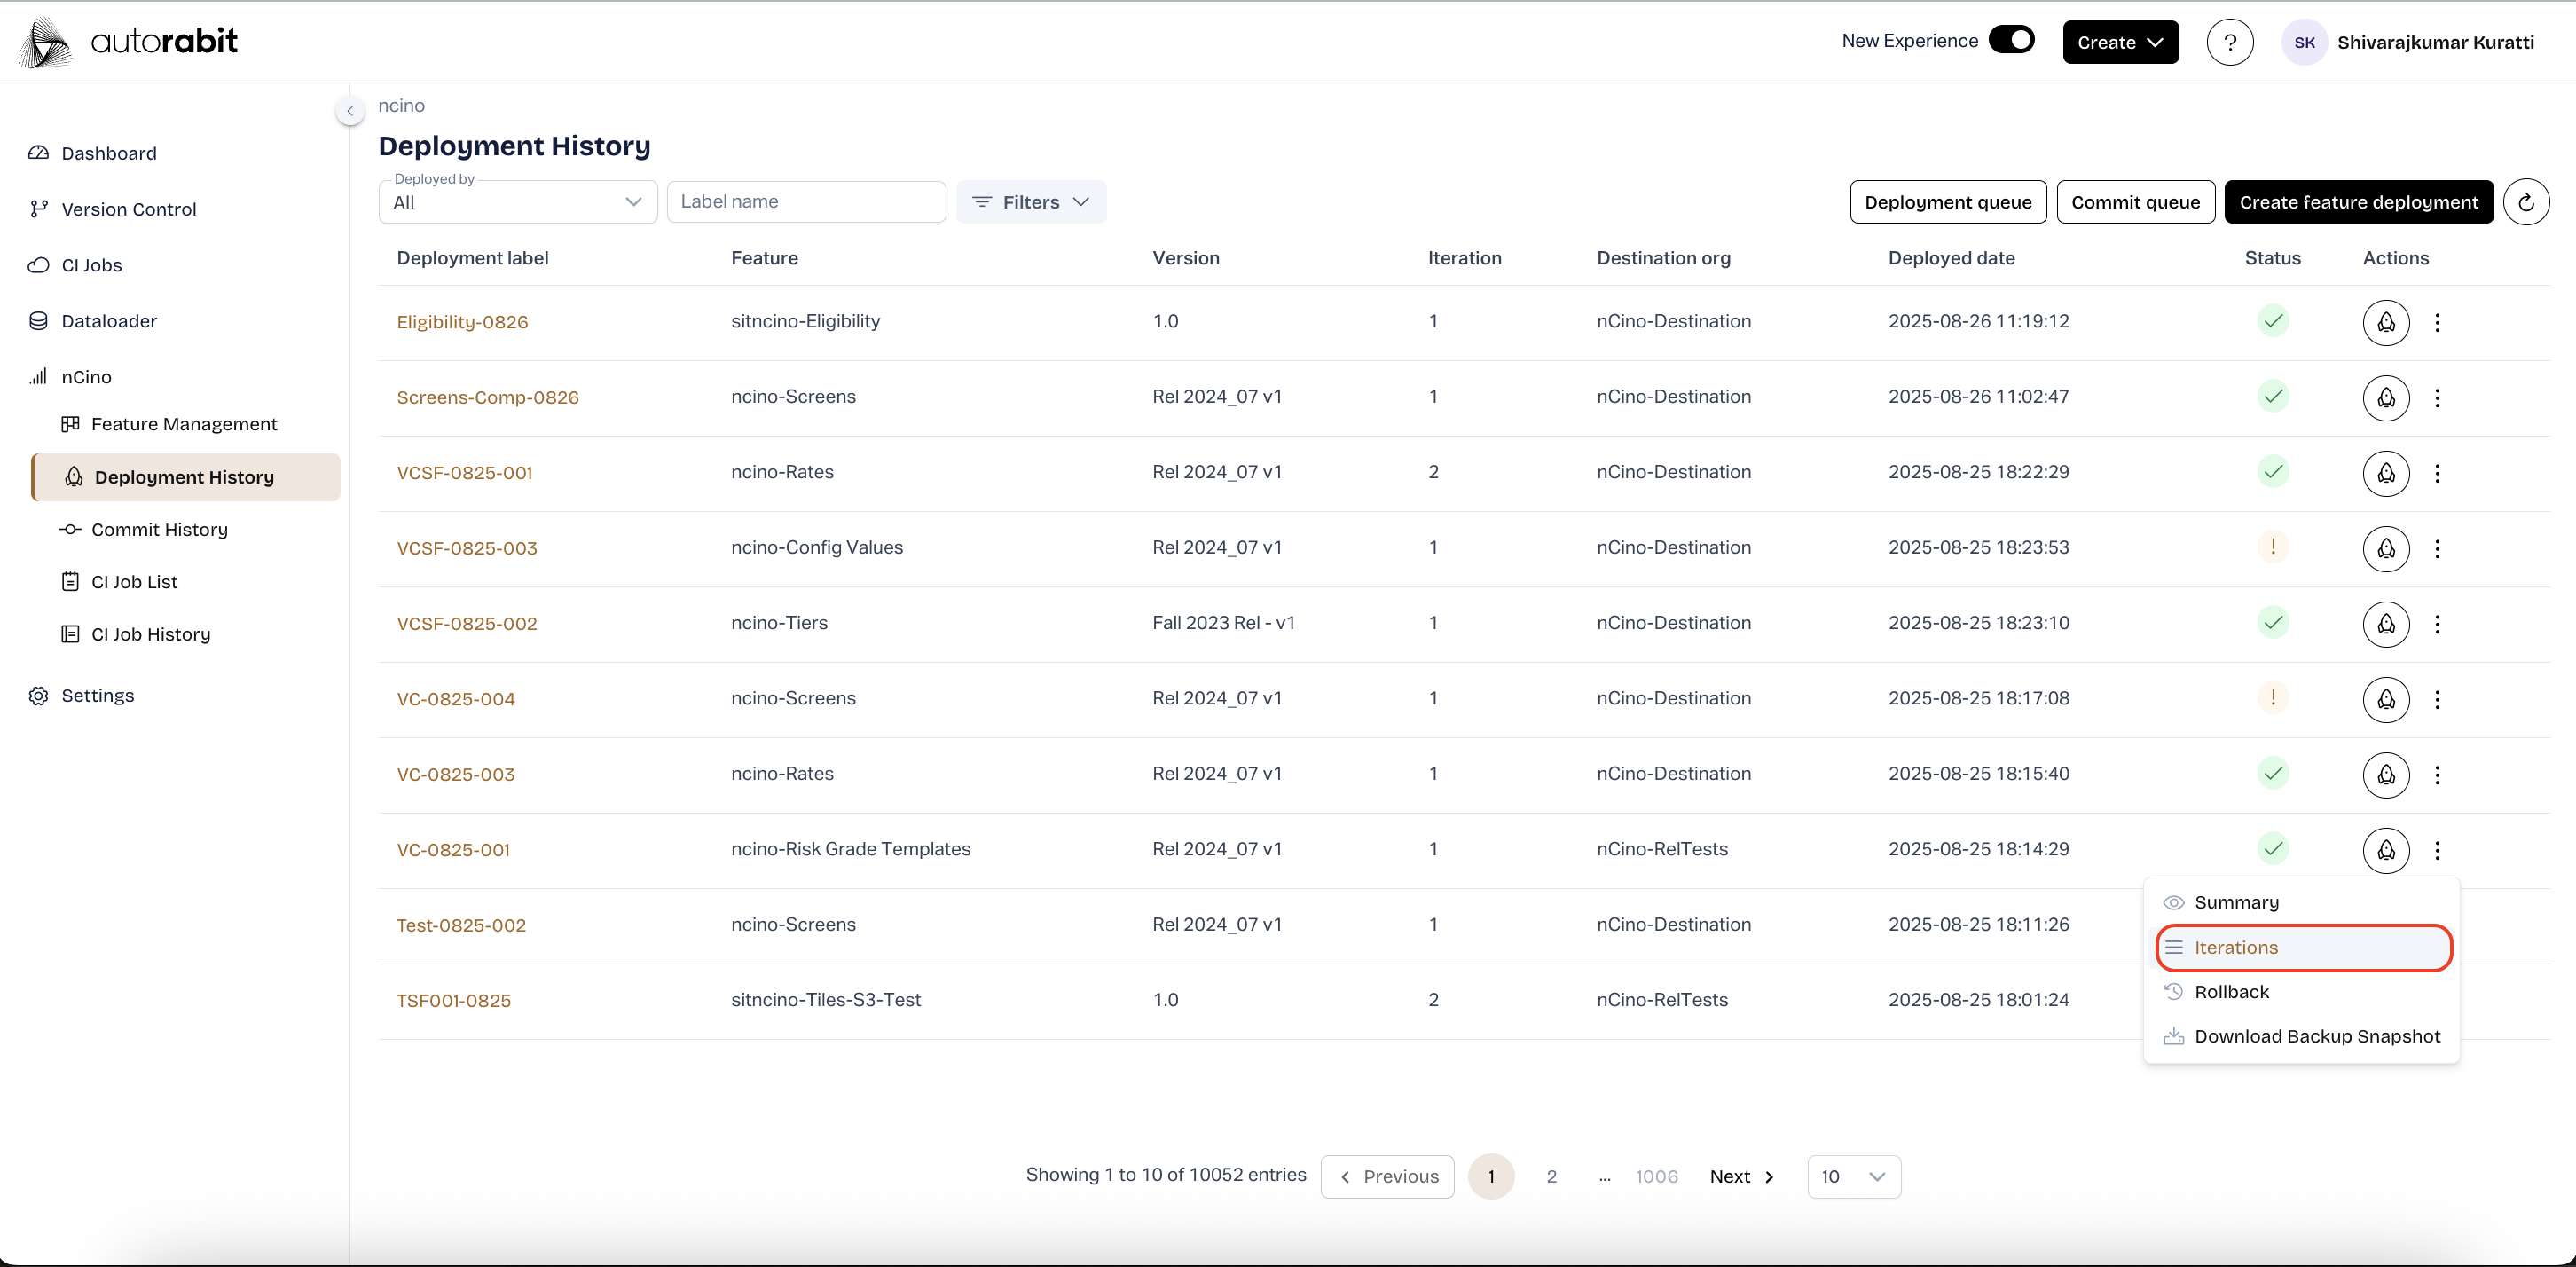 autorabit
New Experience
Create
?
SK
Shivarajkumar Kuratti
Dashboard
Version Control
CI Jobs
Dataloader
nCino
Feature Management
Deployment History
Commit History
CI Job List
CI Job History
Settings
ncino
Deployment History
Deployed by
All
Label name
Filters
Deployment queue
Commit queue
Create feature deployment
Deployment label Feature Version Iteration Destination org Deployed date Status Actions
Eligibility-0826 sitncino-Eligibility 1.0 1 nCino-Destination 2025-08-26 11:19:12
Screens-Comp-0826 ncino-Screens Rel 2024_07 v1 1 nCino-Destination 2025-08-26 11:02:47
VCSF-0825-001 ncino-Rates Rel 2024_07 v1 2 nCino-Destination 2025-08-25 18:22:29
VCSF-0825-003 ncino-Config Values Rel 2024_07 v1 1 nCino-Destination 2025-08-25 18:23:53 !
VCSF-0825-002 ncino-Tiers Fall 2023 Rel - v1 1 nCino-Destination 2025-08-25 18:23:10
VC-0825-004 ncino-Screens Rel 2024_07 v1 1 nCino-Destination 2025-08-25 18:17:08 !
VC-0825-003 ncino-Rates Rel 2024_07 v1 1 nCino-Destination 2025-08-25 18:15:40
VC-0825-001 ncino-Risk Grade Templates Rel 2024_07 v1 1 nCino-RelTests 2025-08-25 18:14:29
Test-0825-002 ncino-Screens Rel 2024_07 v1 1 nCino-Destination 2025-08-25 18:11:26
TSF001-0825 sitncino-Tiles-S3-Test 1.0 2 nCino-RelTests 2025-08-25 18:01:24
Summary
Iterations
Rollback
Download Backup Snapshot
Showing 1 to 10 of 10052 entries Previous 1 2 ... 1006 Next 10